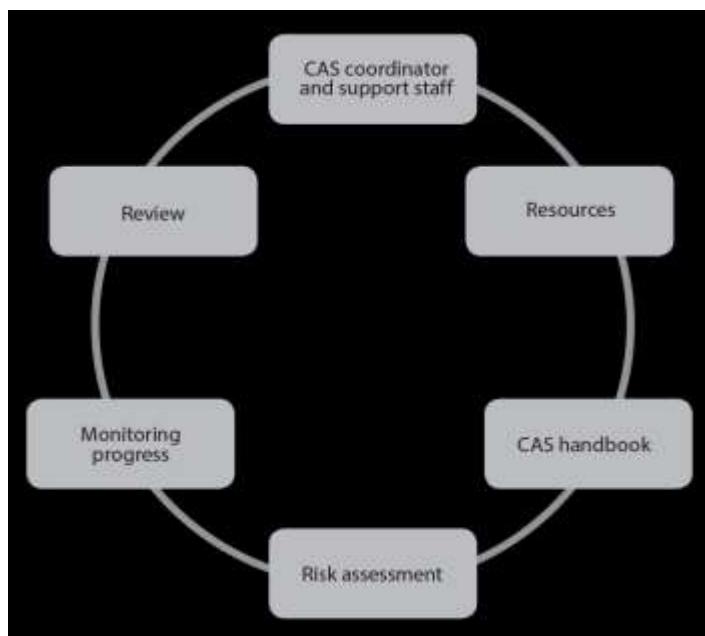 CAS coordinator
and support staff
Resources
CAS handbook
Risk assessment
Monitoring
progress
Review